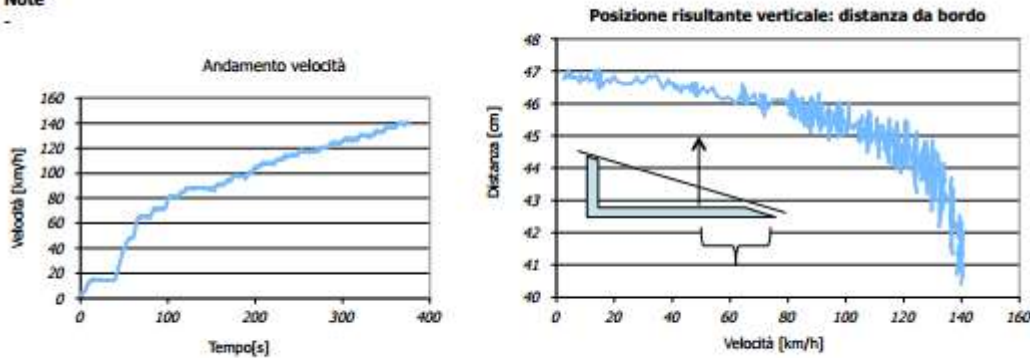 Note
-
Andamento velocità
160
140
120
100
80
60
40
20
0
Velocità [km/h]
0 100 200 300 400
Tempo[s]
Posizione risultante verticale: distanza da bordo
48
47
46
45
44
43
42
41
40
Distanza [cm]
0 20 40 60 80 100 120 140 160
Velocità [km/h]